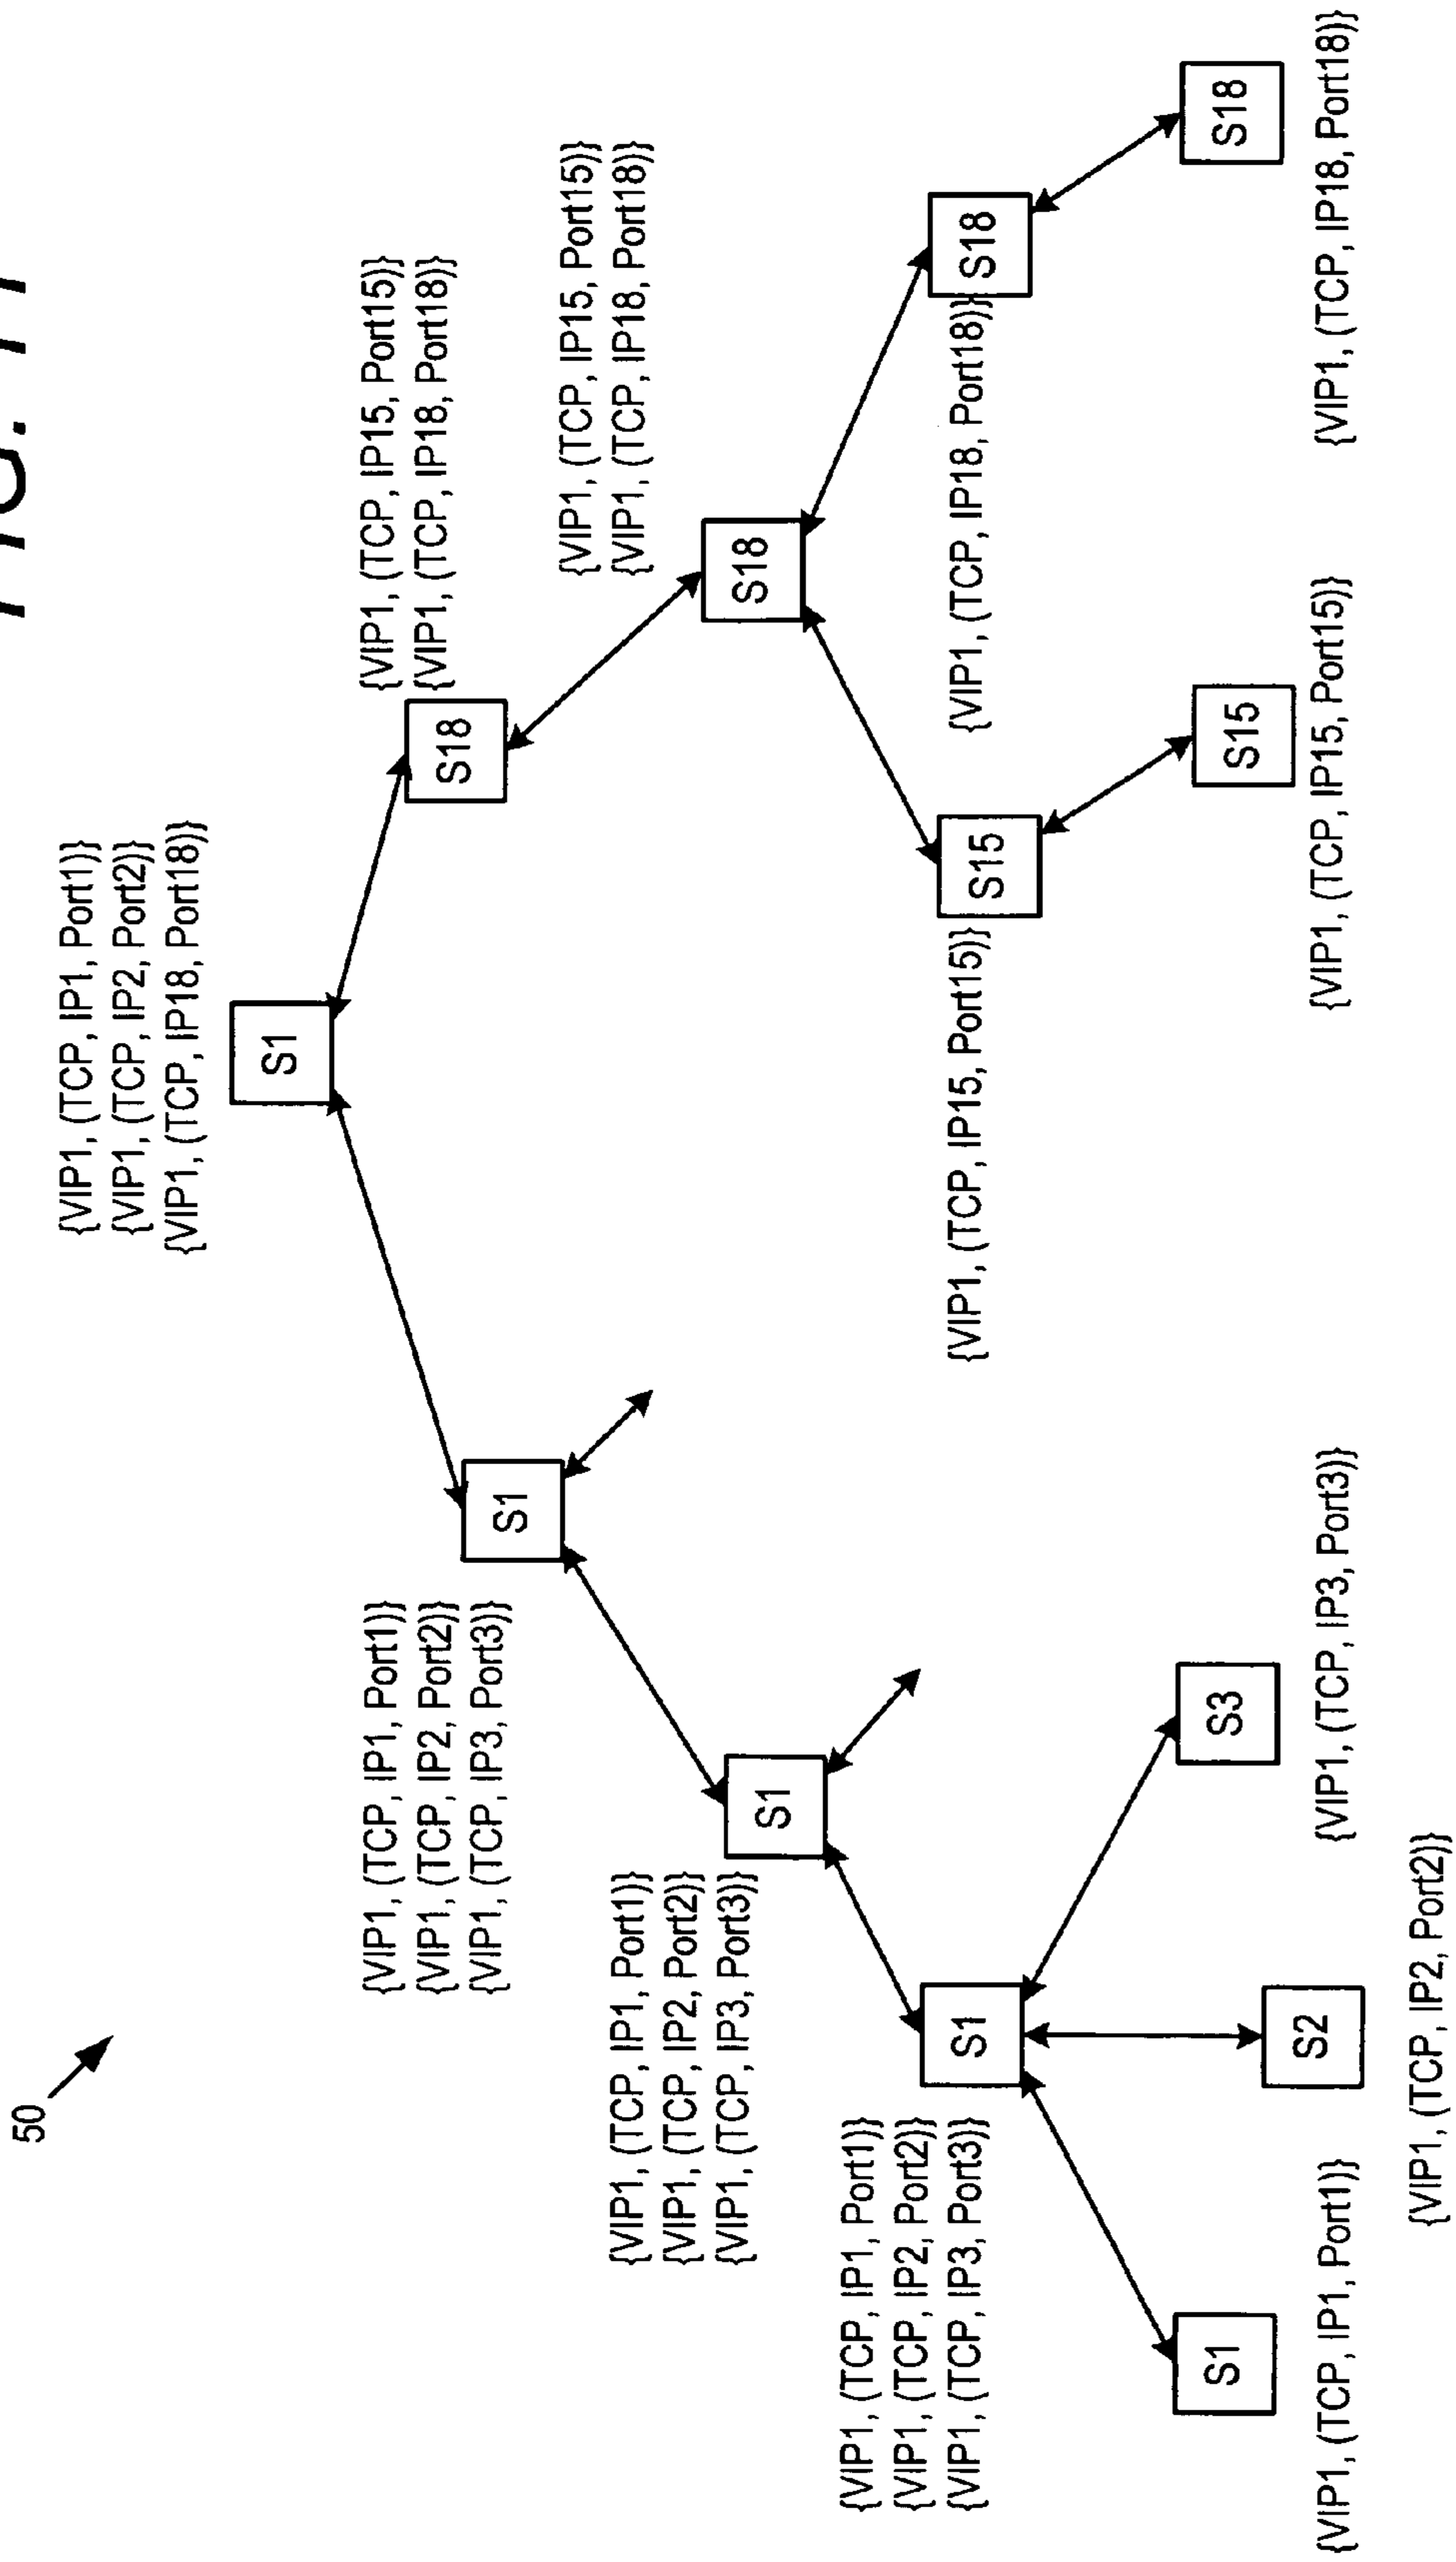 FIG. 11
50
{VIP1, (TCP, IP1, Port1)}
{VIP1, (TCP, IP2, Port2)}
{VIP1, (TCP, IP18, Port18)}
S1
{VIP1, (TCP, IP1, Port1)}
{VIP1, (TCP, IP2, Port2)}
{VIP1, (TCP, IP3, Port3)}
S1
S18
{VIP1, (TCP, IP15, Port15)}
{VIP1, (TCP, IP18, Port18)}
{VIP1, (TCP, IP1, Port1)}
{VIP1, (TCP, IP2, Port2)}
{VIP1, (TCP, IP3, Port3)}
S1
S18
{VIP1, (TCP, IP15, Port15)}
{VIP1, (TCP, IP18, Port18)}
{VIP1, (TCP, IP1, Port1)}
{VIP1, (TCP, IP2, Port2)}
{VIP1, (TCP, IP3, Port3)}
S1
{VIP1, (TCP, IP15, Port15)}
S15
{VIP1, (TCP, IP18, Port18)}
S18
S1
S2
S3
S15
S18
{VIP1, (TCP, IP1, Port1)}
{VIP1, (TCP, IP2, Port2)}
{VIP1, (TCP, IP3, Port3)}
{VIP1, (TCP, IP15, Port15)}
{VIP1, (TCP, IP18, Port18)}